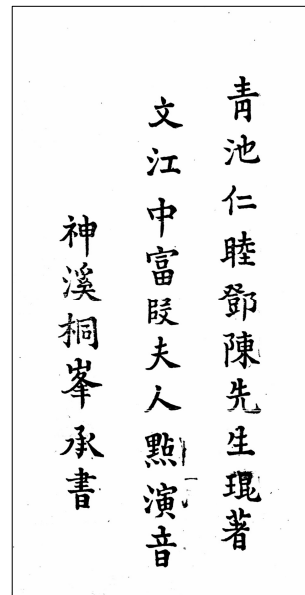 青池仁睦鄧陳先生琨著
文江中富段夫人點演音
神溪桐峯承書